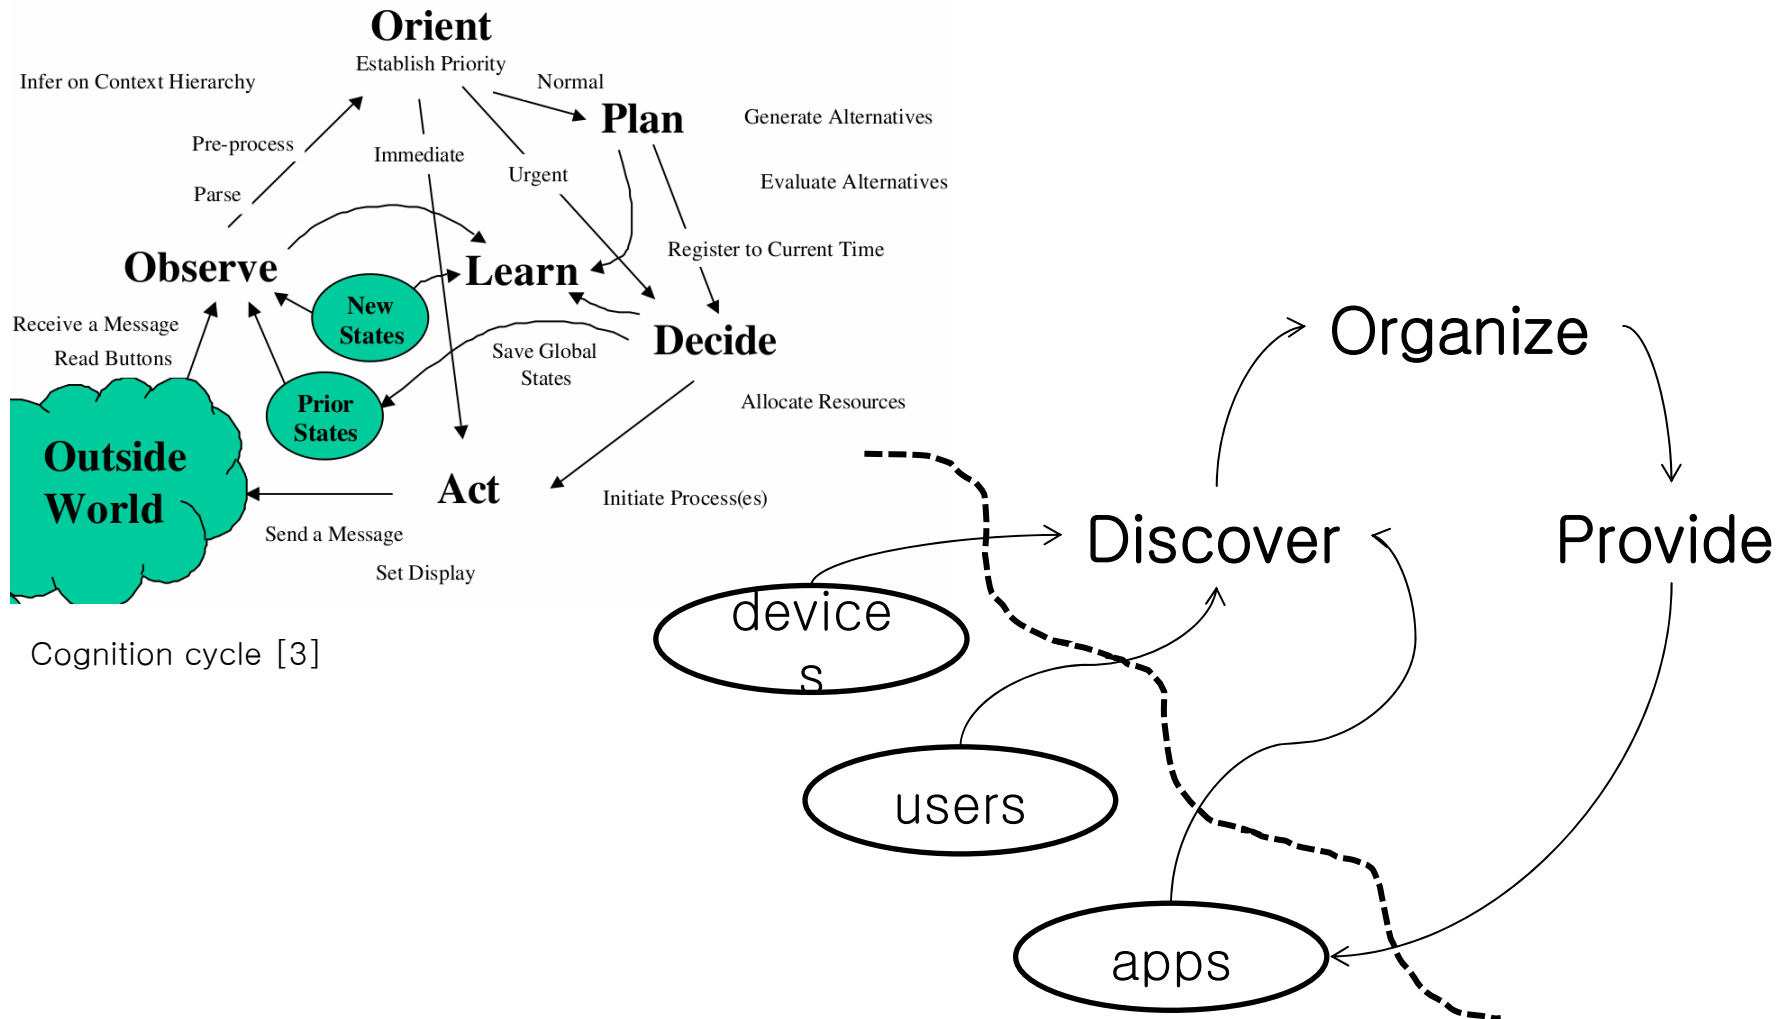 Orient
Establish Priority
Infer on Context Hierarchy
Normal
Plan
Generate Alternatives
Pre-process
Immediate
Urgent
Evaluate Alternatives
Parse
Register to Current Time
Observe
Learn
New
States
Receive a Message
Read Buttons
Save Global
States
Decide
Prior
States
Allocate Resources
Outside
World
Act
Initiate Process(es)
Send a Message
Set Display
Cognition cycle [3]
Organize
Discover
Provide
device
s
users
apps